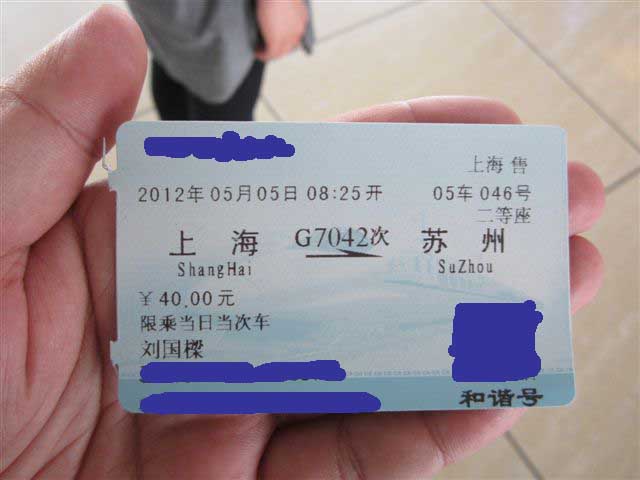 上海 售
2012年05月05日 08:25开 05车 046号
二等座
上 海 G7042次 苏 州
ShangHai SuZhou
￥40.00元
限乘当日当次车
刘国樑
和谐号